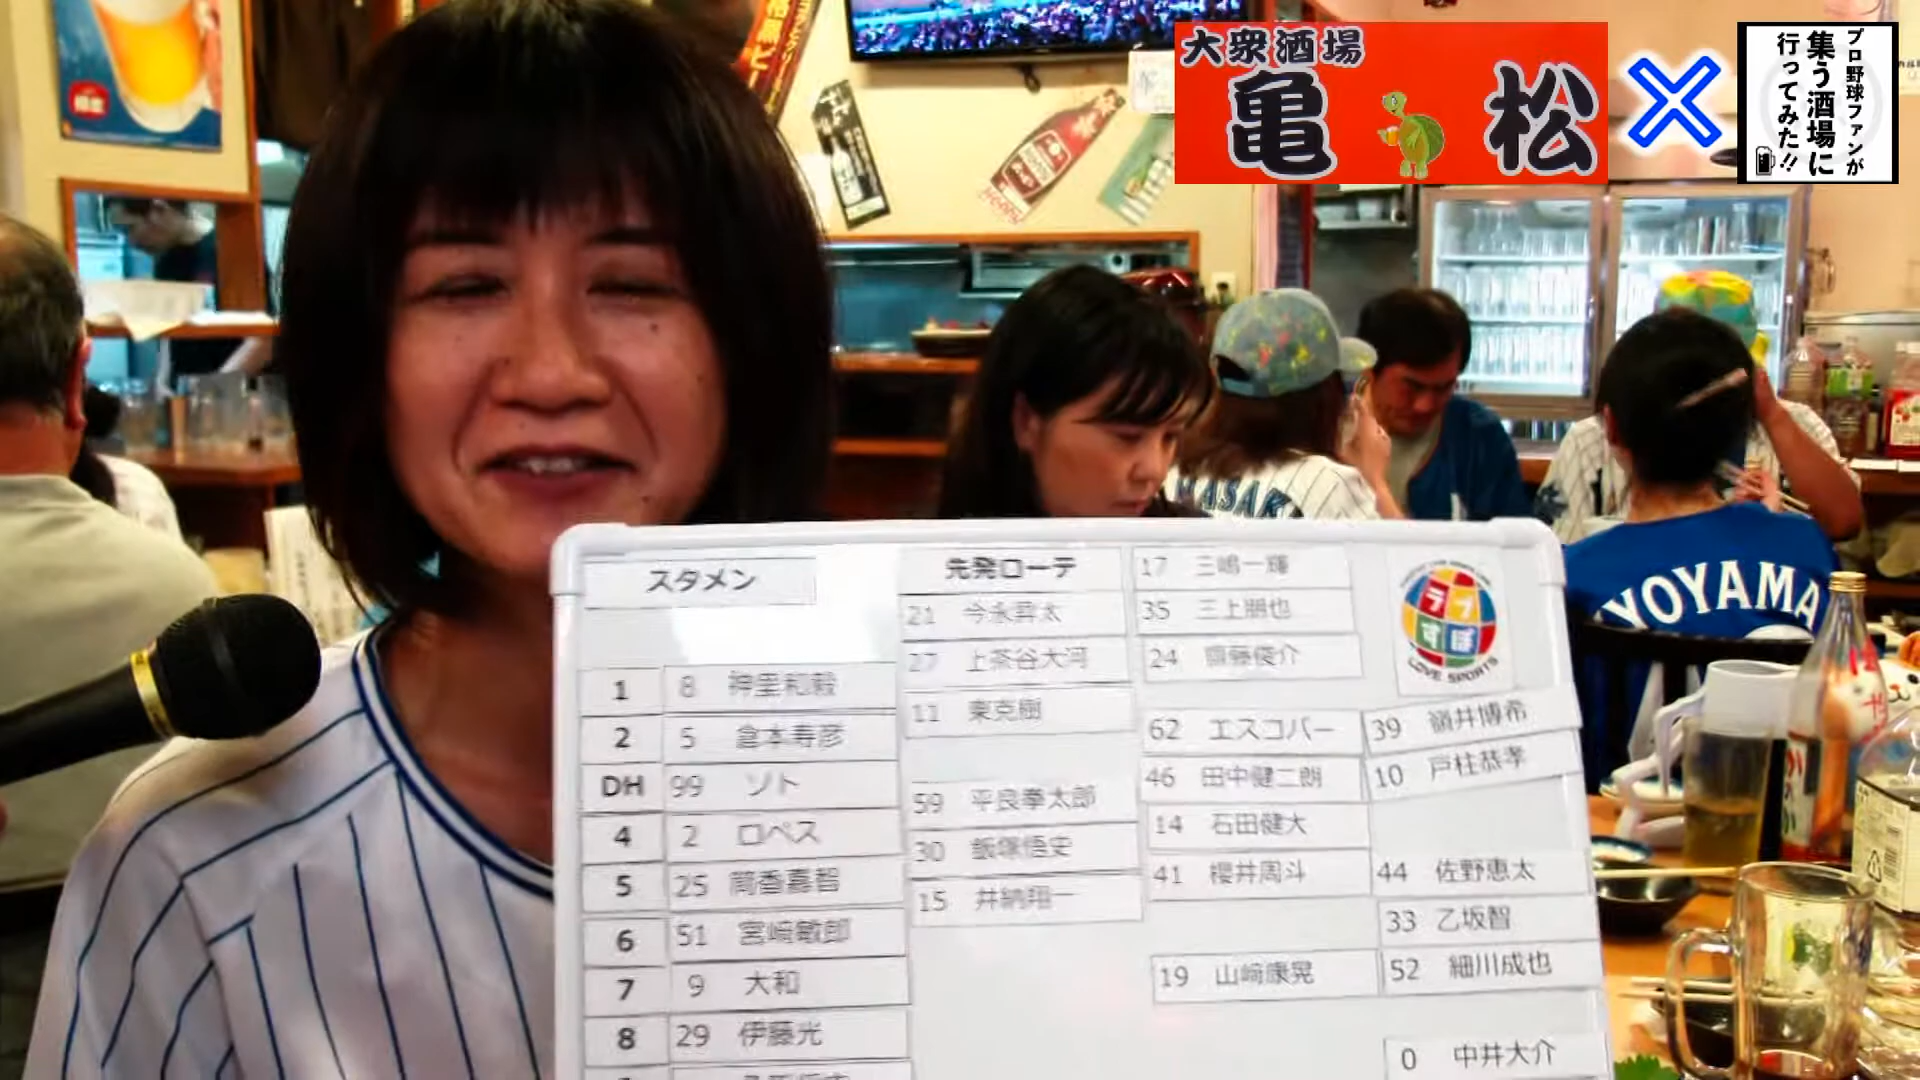 大衆酒場
亀松
プロ野球ファンが
集う酒場に
行ってみた!!
スタメン
1 8 神里和毅
2 5 倉本寿彦
DH 99 ソト
4 2 ロペス
5 25 筒香嘉智
6 51 宮﨑敏郎
7 9 大和
8 29 伊藤光
先発ローテ
21 今永昇太
27 上茶谷大河
11 東克樹
59 平良拳太郎
30 飯塚悟史
15 井納翔一
17 三嶋一輝
35 三上朋也
24 齋藤俊介
62 エスコバー
46 田中健二朗
14 石田健大
41 櫻井周斗
19 山﨑康晃
ラブ
すぽ
LOVE SPORTS
39 嶺井博希
10 戸柱恭孝
44 佐野恵太
33 乙坂智
52 細川成也
0 中井大介
YOYAMA
Hoppy